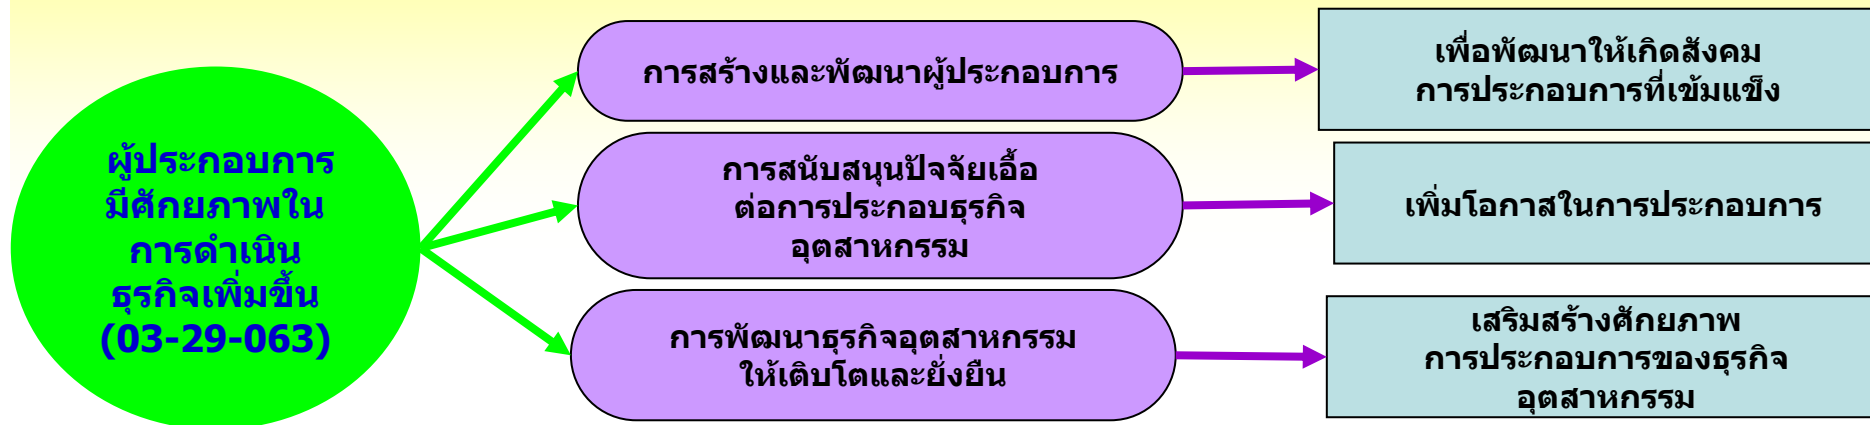 ผู้ประกอบการ
มีศักยภาพใน
การดำเนิน
ธุรกิจเพิ่มขึ้น
(03-29-063)
การสร้างและพัฒนาผู้ประกอบการ
เพื่อพัฒนาให้เกิดสังคม
การประกอบการที่เข้มแข็ง
การสนับสนุนปัจจัยเอื้อ
ต่อการประกอบธุรกิจ
อุตสาหกรรม
เพิ่มโอกาสในการประกอบการ
การพัฒนาธุรกิจอุตสาหกรรม
ให้เติบโตและยั่งยืน
เสริมสร้างศักยภาพ
การประกอบการของธุรกิจ
อุตสาหกรรม